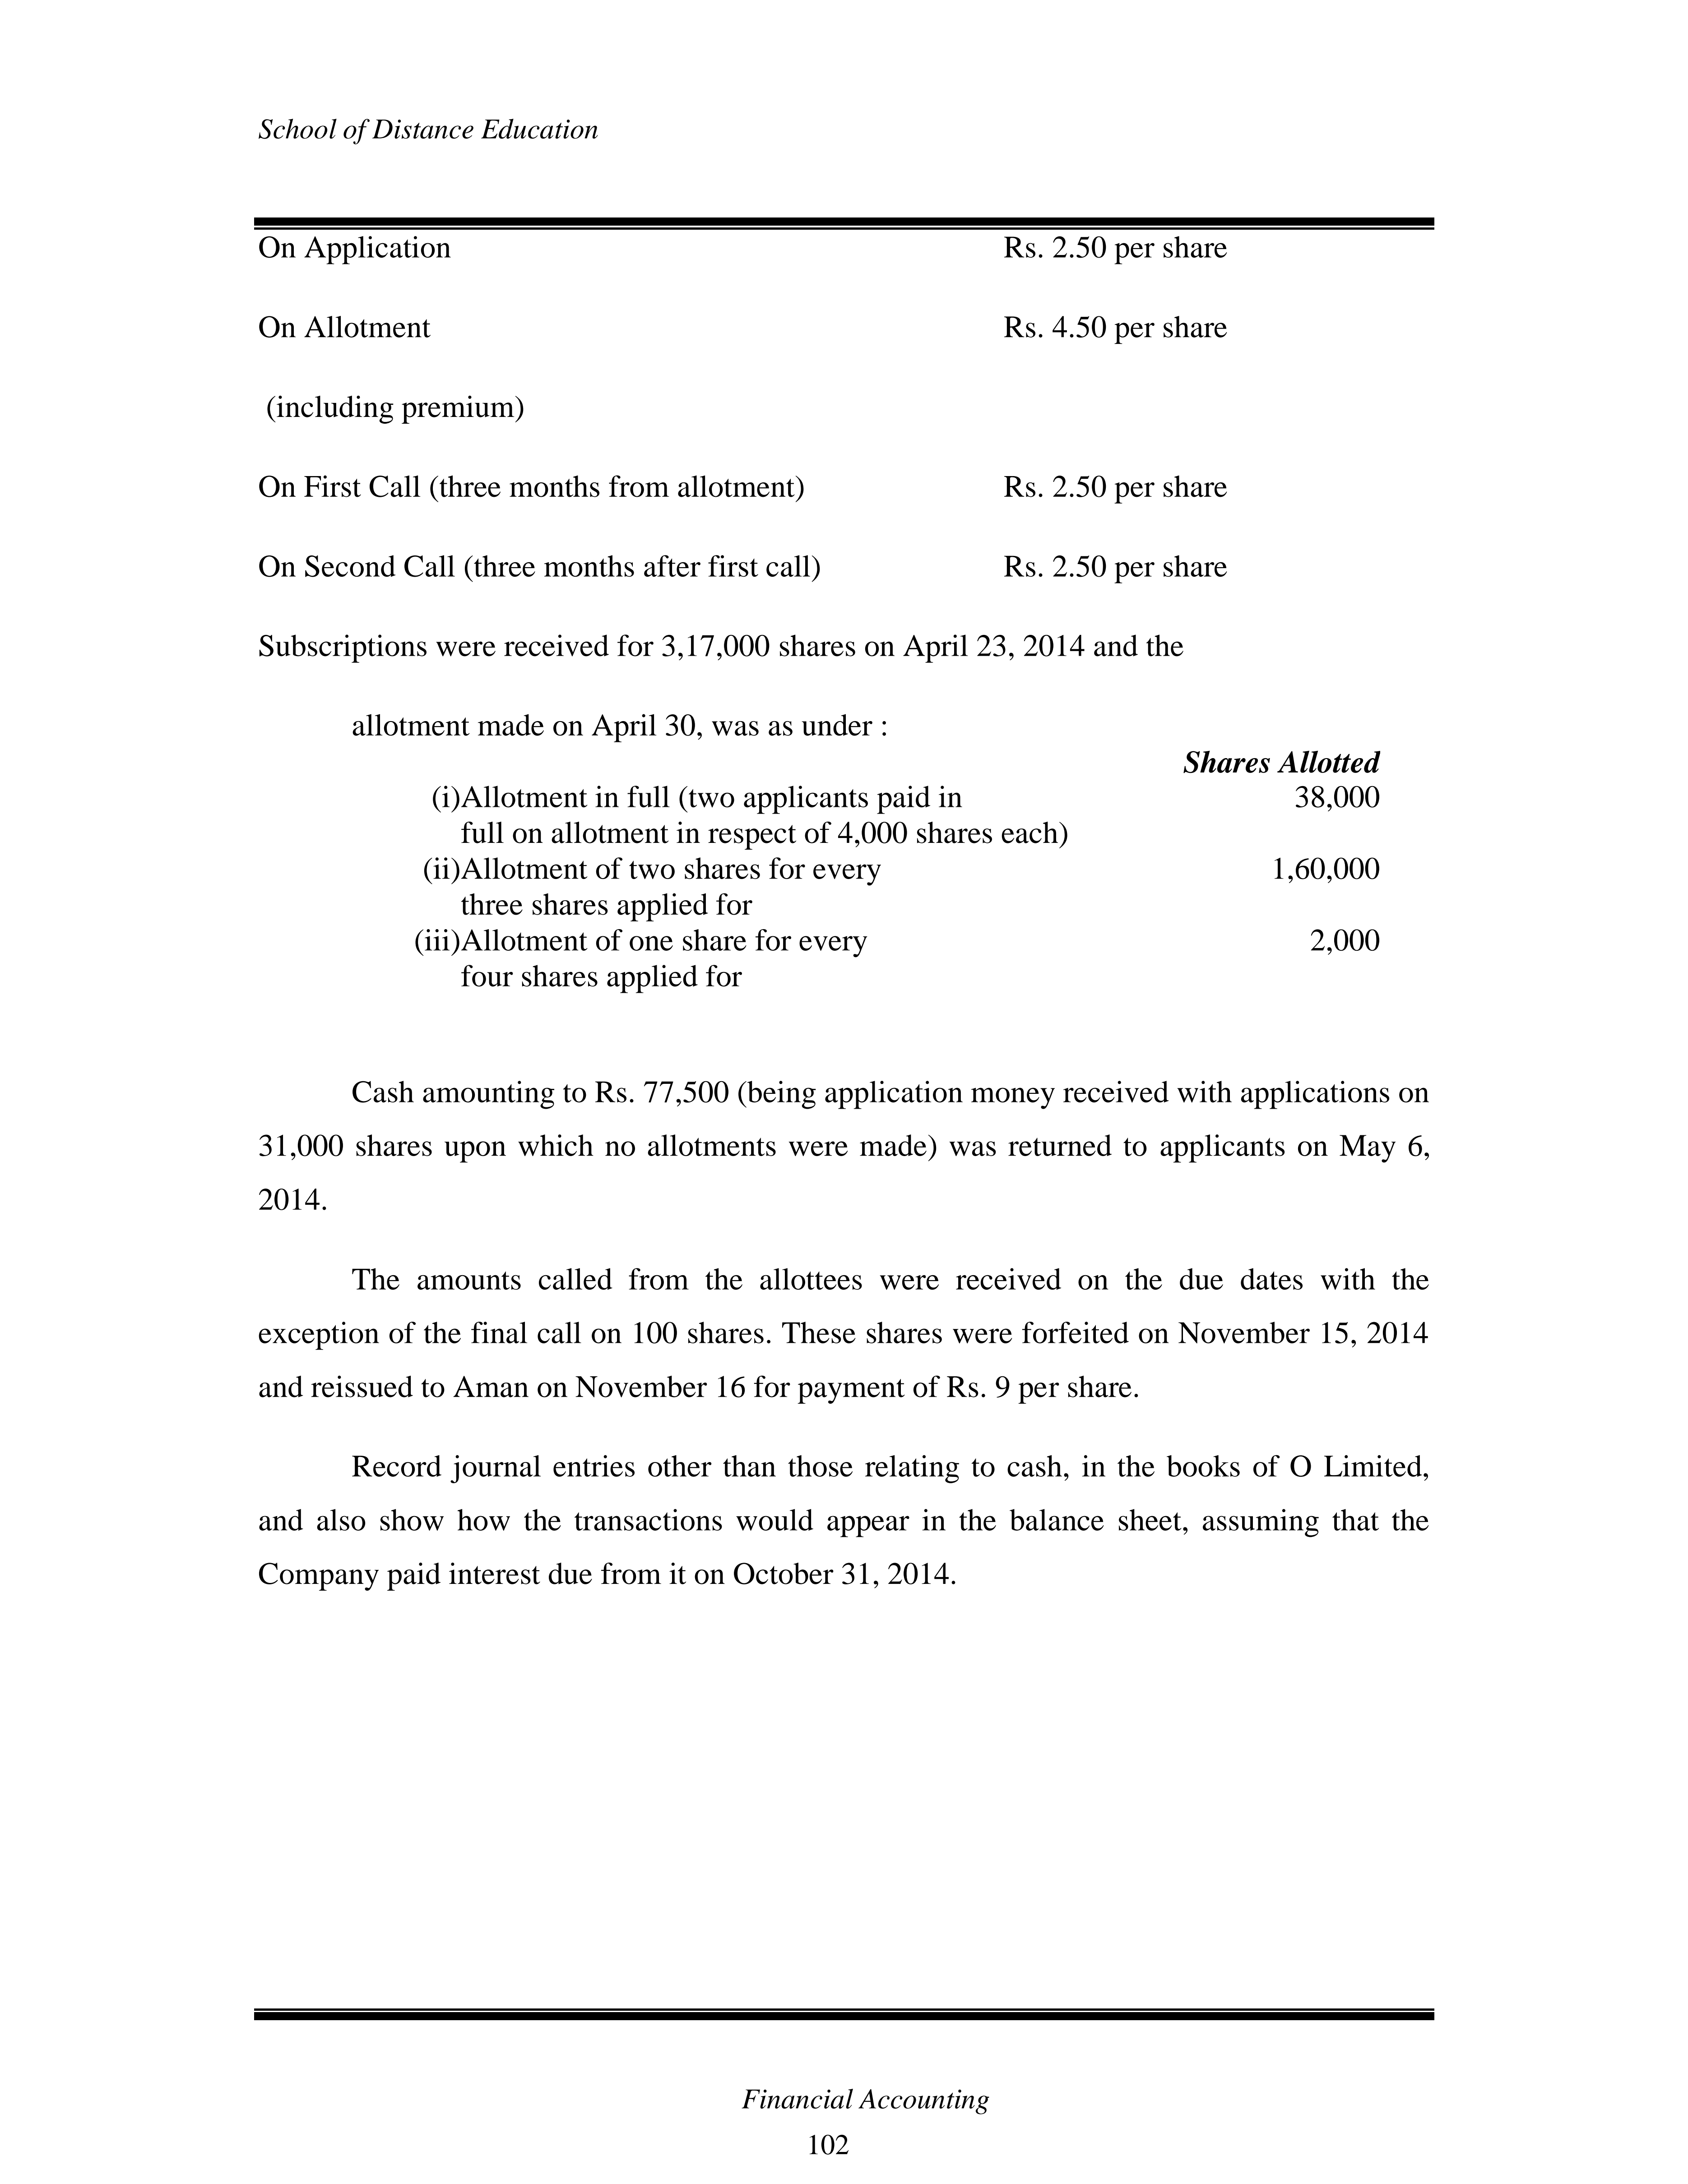 School of Distance Education
On Application Rs. 2.50 per share
On Allotment Rs. 4.50 per share
(including premium)
On First Call (three months from allotment) Rs. 2.50 per share
On Second Call (three months after first call) Rs. 2.50 per share
Subscriptions were received for 3,17,000 shares on April 23, 2014 and the
allotment made on April 30, was as under :
Shares Allotted
(i)Allotment in full (two applicants paid in 38,000
full on allotment in respect of 4,000 shares each)
(ii)Allotment of two shares for every 1,60,000
three shares applied for
(iii)Allotment of one share for every 2,000
four shares applied for
Cash amounting to Rs. 77,500 (being application money received with applications on
31,000 shares upon which no allotments were made) was returned to applicants on May 6,
2014.
The amounts called from the allottees were received on the due dates with the
exception of the final call on 100 shares. These shares were forfeited on November 15, 2014
and reissued to Aman on November 16 for payment of Rs. 9 per share.
Record journal entries other than those relating to cash, in the books of O Limited,
and also show how the transactions would appear in the balance sheet, assuming that the
Company paid interest due from it on October 31, 2014.
Financial Accounting
102